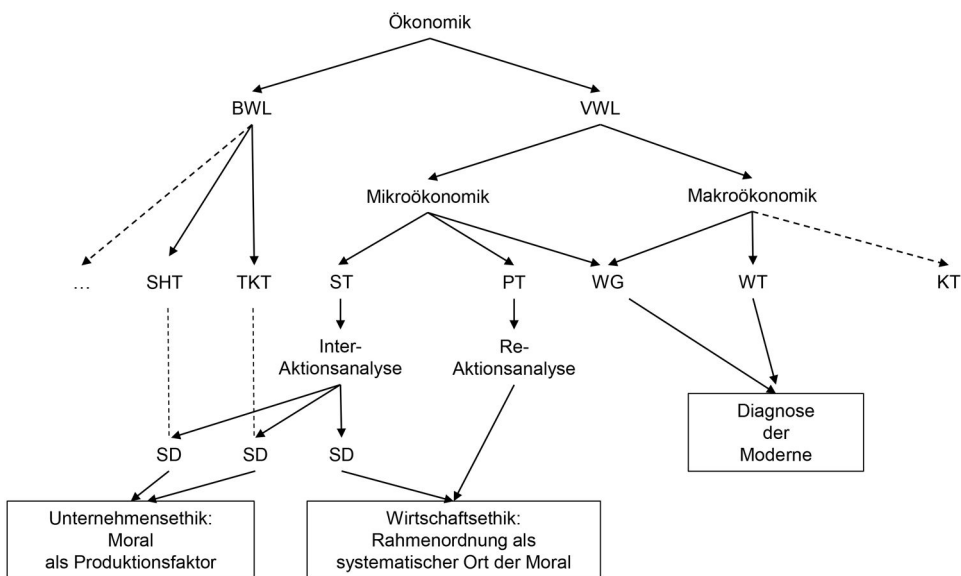 Ökonomik
BWL
VWL
Mikroökonomik
Makroökonomik
...
SHT
TKT
ST
PT
WG
WT
KT
Inter-
Aktionsanalyse
Re-
Aktionsanalyse
Diagnose
der
Moderne
SD
SD
SD
Unternehmensethik:
Moral
als Produktionsfaktor
Wirtschaftsethik:
Rahmenordnung als
systematischer Ort der Moral